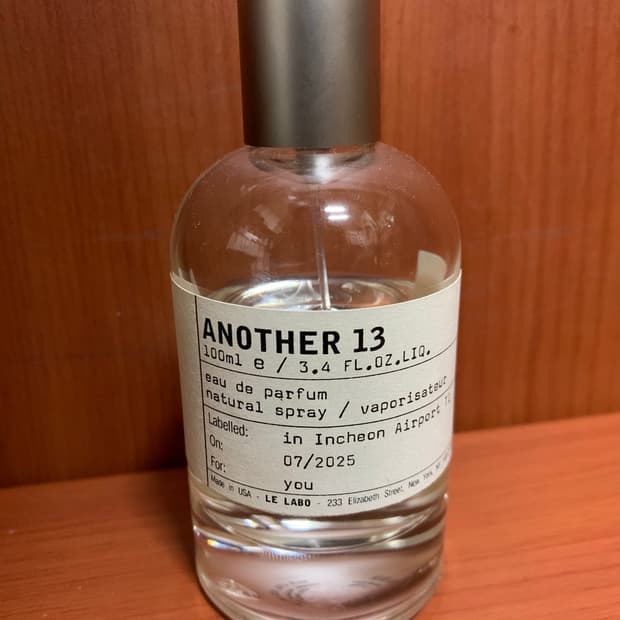 ANOTHER 13
100ml e / 3.4 FL.OZ.LIQ.
eau de parfum
natural spray / vaporisateur
Labelled: in Incheon Airport
On: 07/2025
For: you
Made in USA - LE LABO - 233 Elizabeth Street, New York,